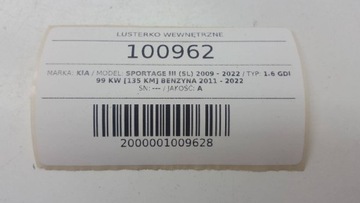 LUSTERKO WEWNĘTRZNE
100962
MARKA: KIA / MODEL: SPORTAGE III (SL) 2009 - 2022 / TYP: 1.6 GDI
99 KW [135 KM] BENZYNA 2011 - 2022
SN: --- / JAKOŚĆ: A
2000001009628